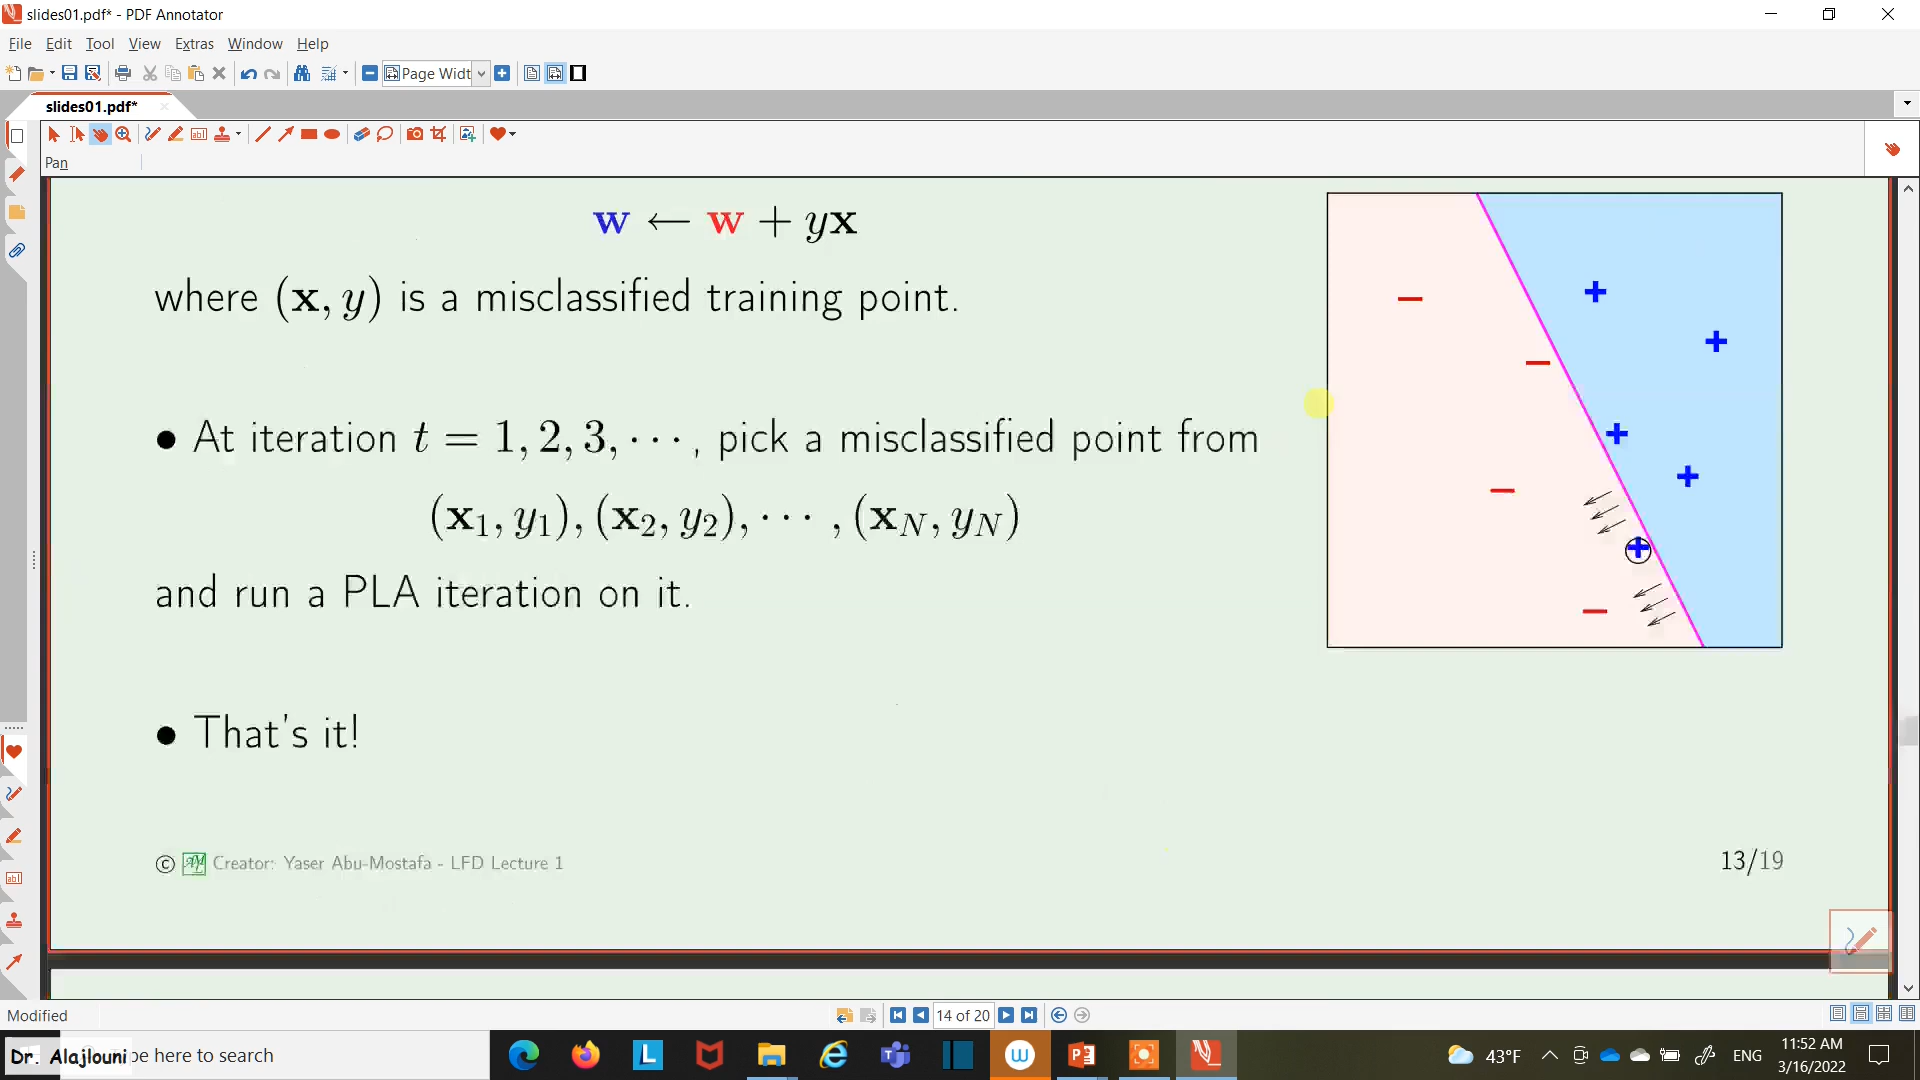 slides01.pdf* - PDF Annotator
File Edit Tool View Extras Window Help
Page Widt
slides01.pdf*
Pan
w ← w + yx
where (x, y) is a misclassified training point.
• At iteration t = 1, 2, 3, · · · , pick a misclassified point from
(x₁, y₁), (x₂, y₂), · · · , (x_N, y_N)
and run a PLA iteration on it.
• That's it!
© Creator: Yaser Abu-Mostafa - LFD Lecture 1
13/19
Modified
14 of 20
Dr. Alajlouni
pe here to search
43°F
ENG
11:52 AM
3/16/2022